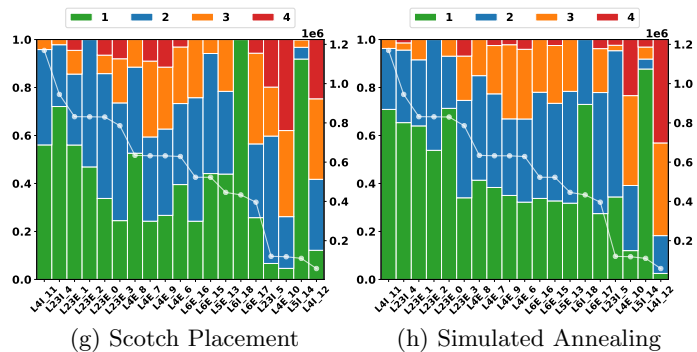 1 2 3 4
1 2 3 4
1e6
1e6
1.0
0.8
0.6
0.4
0.2
0.0
1.2
1.0
0.8
0.6
0.4
0.2
1.0
0.8
0.6
0.4
0.2
0.0
1.2
1.0
0.8
0.6
0.4
0.2
L4I_11
L23I_4
L23E_1
L23E_2
L23E_0
L23E_3
L4E_8
L4E_7
L4E_9
L4E_6
L6E_16
L6E_15
L5E_13
L6I_18
L6E_17
L23I_5
L4E_10
L5I_14
L4I_12
L4I_11
L23I_4
L23E_1
L23E_2
L23E_0
L23E_3
L4E_8
L4E_7
L4E_9
L4E_6
L6E_16
L6E_15
L5E_13
L6I_18
L6E_17
L23I_5
L4E_10
L5I_14
L4I_12
(g) Scotch Placement
(h) Simulated Annealing